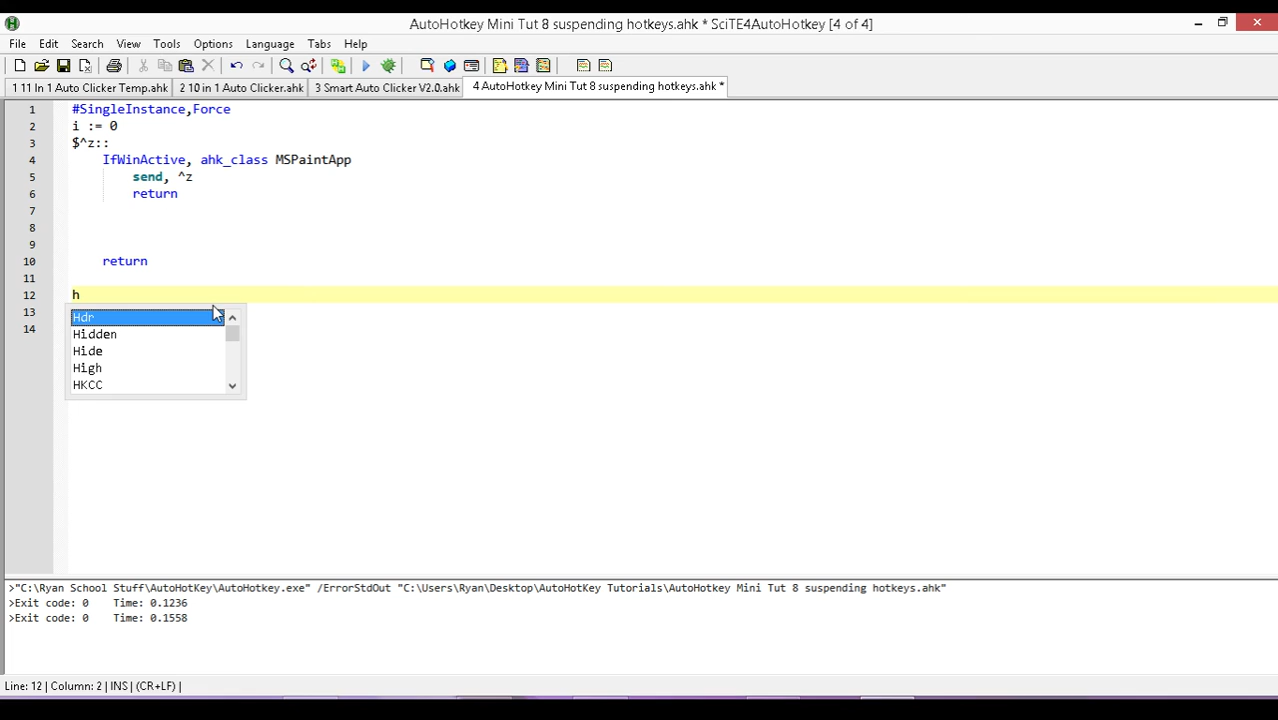 AutoHotkey Mini Tut 8 suspending hotkeys.ahk * SciTE4AutoHotkey [4 of 4]
File Edit Search View Tools Options Language Tabs Help
1 11 In 1 Auto Clicker Temp.ahk 2 10 in 1 Auto Clicker.ahk 3 Smart Auto Clicker V2.0.ahk 4 AutoHotkey Mini Tut 8 suspending hotkeys.ahk *
1 #SingleInstance,Force
2 i := 0
3 $^z::
4 IfWinActive, ahk_class MSPaintApp
5 send, ^z
6 return
7
8
9
10 return
11
12 h
13 Hdr
14 Hidden
Hide
High
HKCC
>"C:\Ryan School Stuff\AutoHotKey\AutoHotkey.exe" /ErrorStdOut "C:\Users\Ryan\Desktop\AutoHotKey Tutorials\AutoHotkey Mini Tut 8 suspending hotkeys.ahk"
>Exit code: 0 Time: 0.1236
>Exit code: 0 Time: 0.1558
Line: 12 | Column: 2 | INS | (CR+LF) |